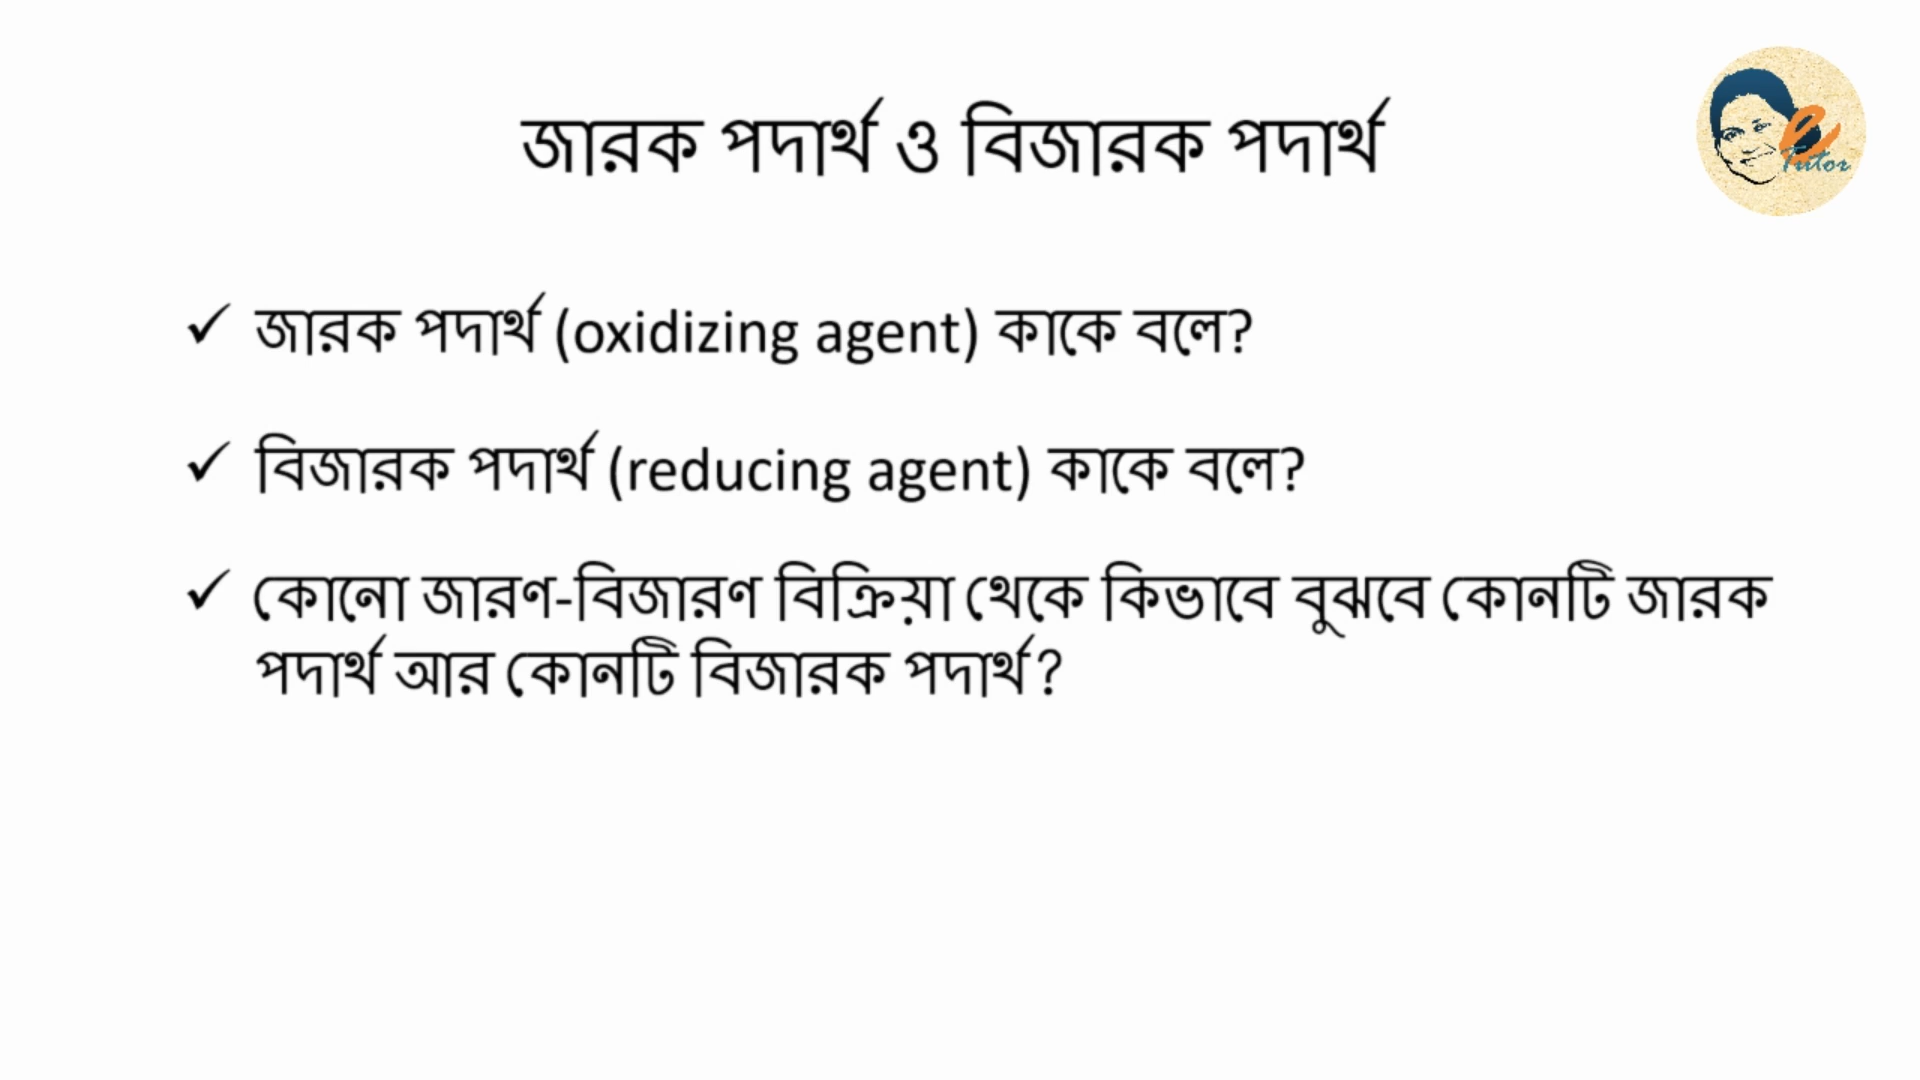 জারক পদার্থ ও বিজারক পদার্থ
e
Tutor
✓ জারক পদার্থ (oxidizing agent) কাকে বলে?
✓ বিজারক পদার্থ (reducing agent) কাকে বলে?
✓ কোনো জারণ-বিজারণ বিক্রিয়া থেকে কিভাবে বুঝবে কোনটি জারক
পদার্থ আর কোনটি বিজারক পদার্থ?